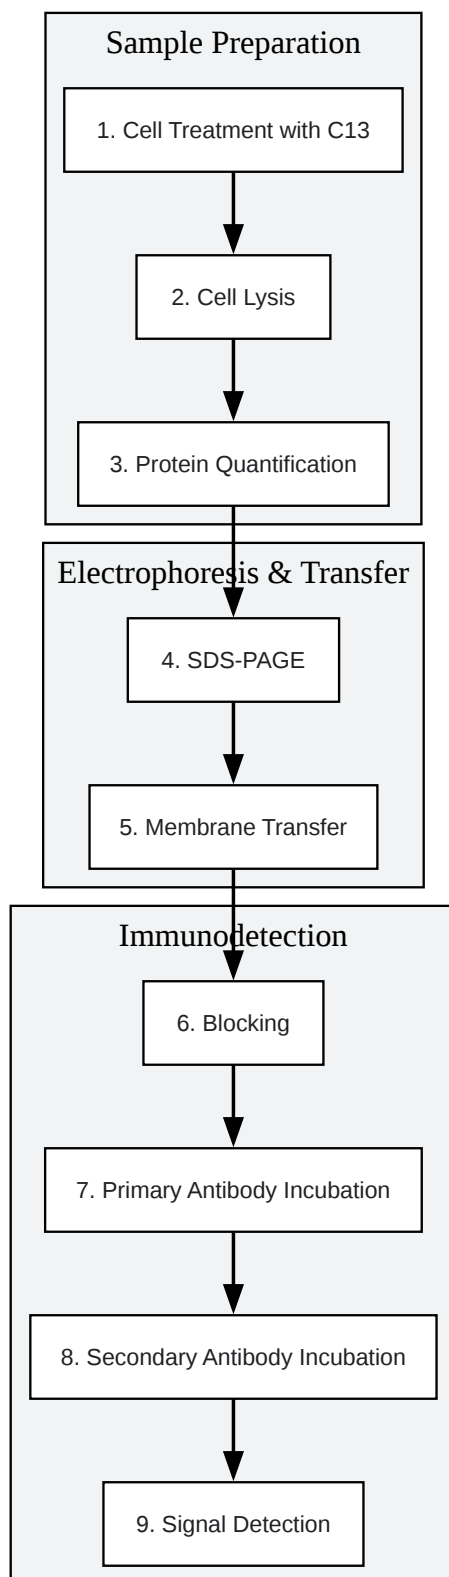 Sample Preparation
1. Cell Treatment with C13
2. Cell Lysis
3. Protein Quantification
Electrophoresis & Transfer
4. SDS-PAGE
5. Membrane Transfer
Immunodetection
6. Blocking
7. Primary Antibody Incubation
8. Secondary Antibody Incubation
9. Signal Detection